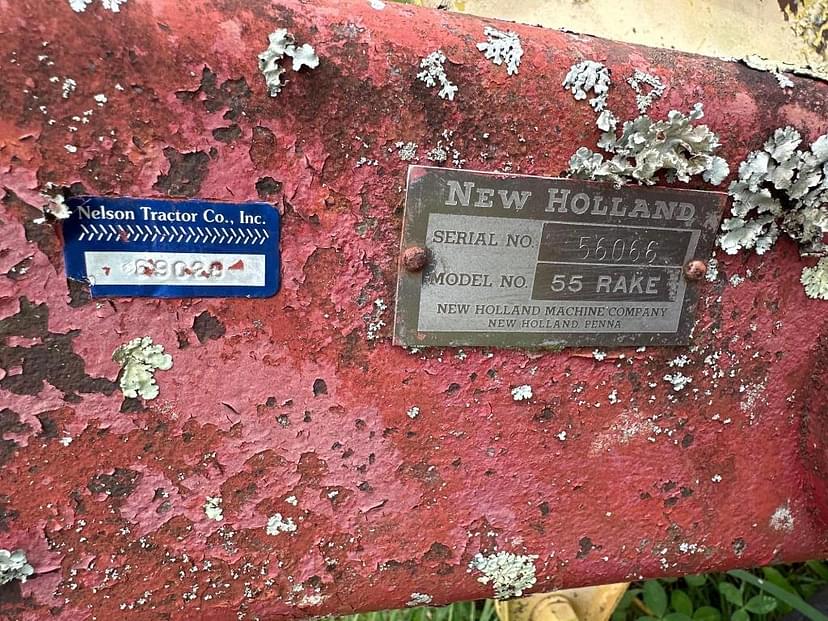 Nelson Tractor Co., Inc.
69020
NEW HOLLAND
SERIAL NO. 56066
MODEL NO. 55 RAKE
NEW HOLLAND MACHINE COMPANY
NEW HOLLAND, PENNA